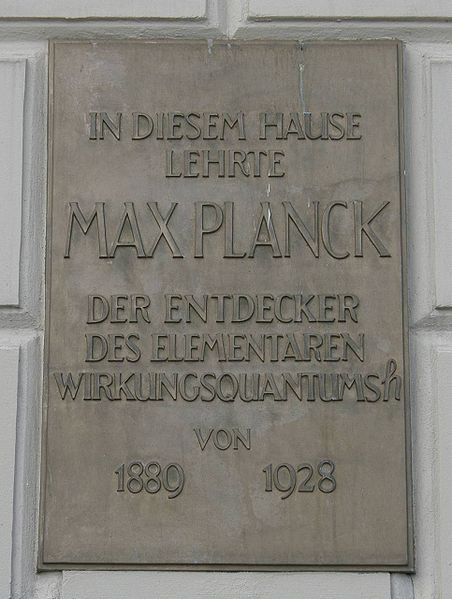 IN DIESEM HAUSE
LEHRTE
MAX PLANCK
DER ENTDECKER
DES ELEMENTAREN
WIRKUNGSQUANTUMS h
VON
1889 1928